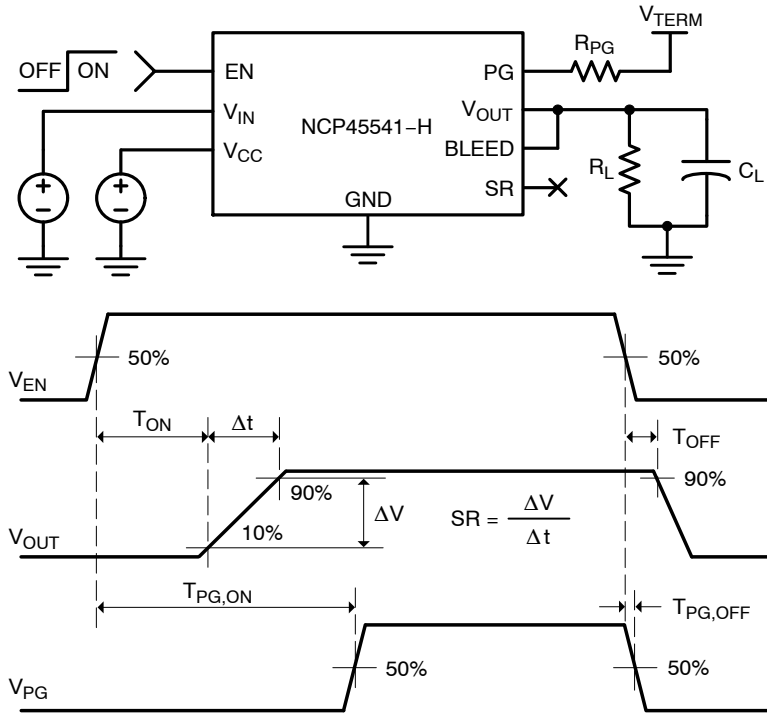 V_TERM
R_PG
OFF ON
EN
PG
V_IN
V_OUT
NCP45541−H
V_CC
BLEED
R_L
C_L
SR
GND
+
−
+
−
50%
50%
V_EN
T_ON
Δt
T_OFF
90%
ΔV
SR = ΔV
Δt
90%
10%
V_OUT
T_PG,ON
T_PG,OFF
50%
50%
V_PG